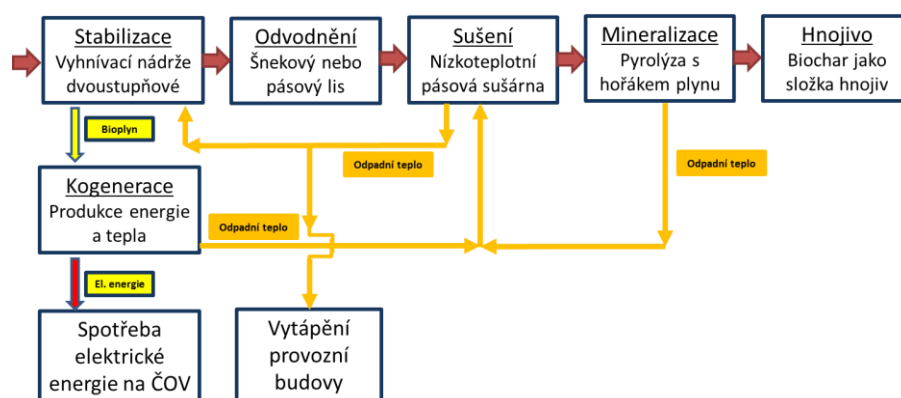 Stabilizace
Vyhnívací nádrže
dvoustupňové
Odvodnění
Šnekový nebo
pásový lis
Sušení
Nízkoteplotní
pásová sušárna
Mineralizace
Pyrolýza s
hořákem plynu
Hnojivo
Biochar jako
složka hnojiv
Bioplyn
Odpadní teplo
Odpadní teplo
Kogenerace
Produkce energie
a tepla
Odpadní teplo
El. energie
Spotřeba
elektrické
energie na ČOV
Vytápění
provozní
budovy